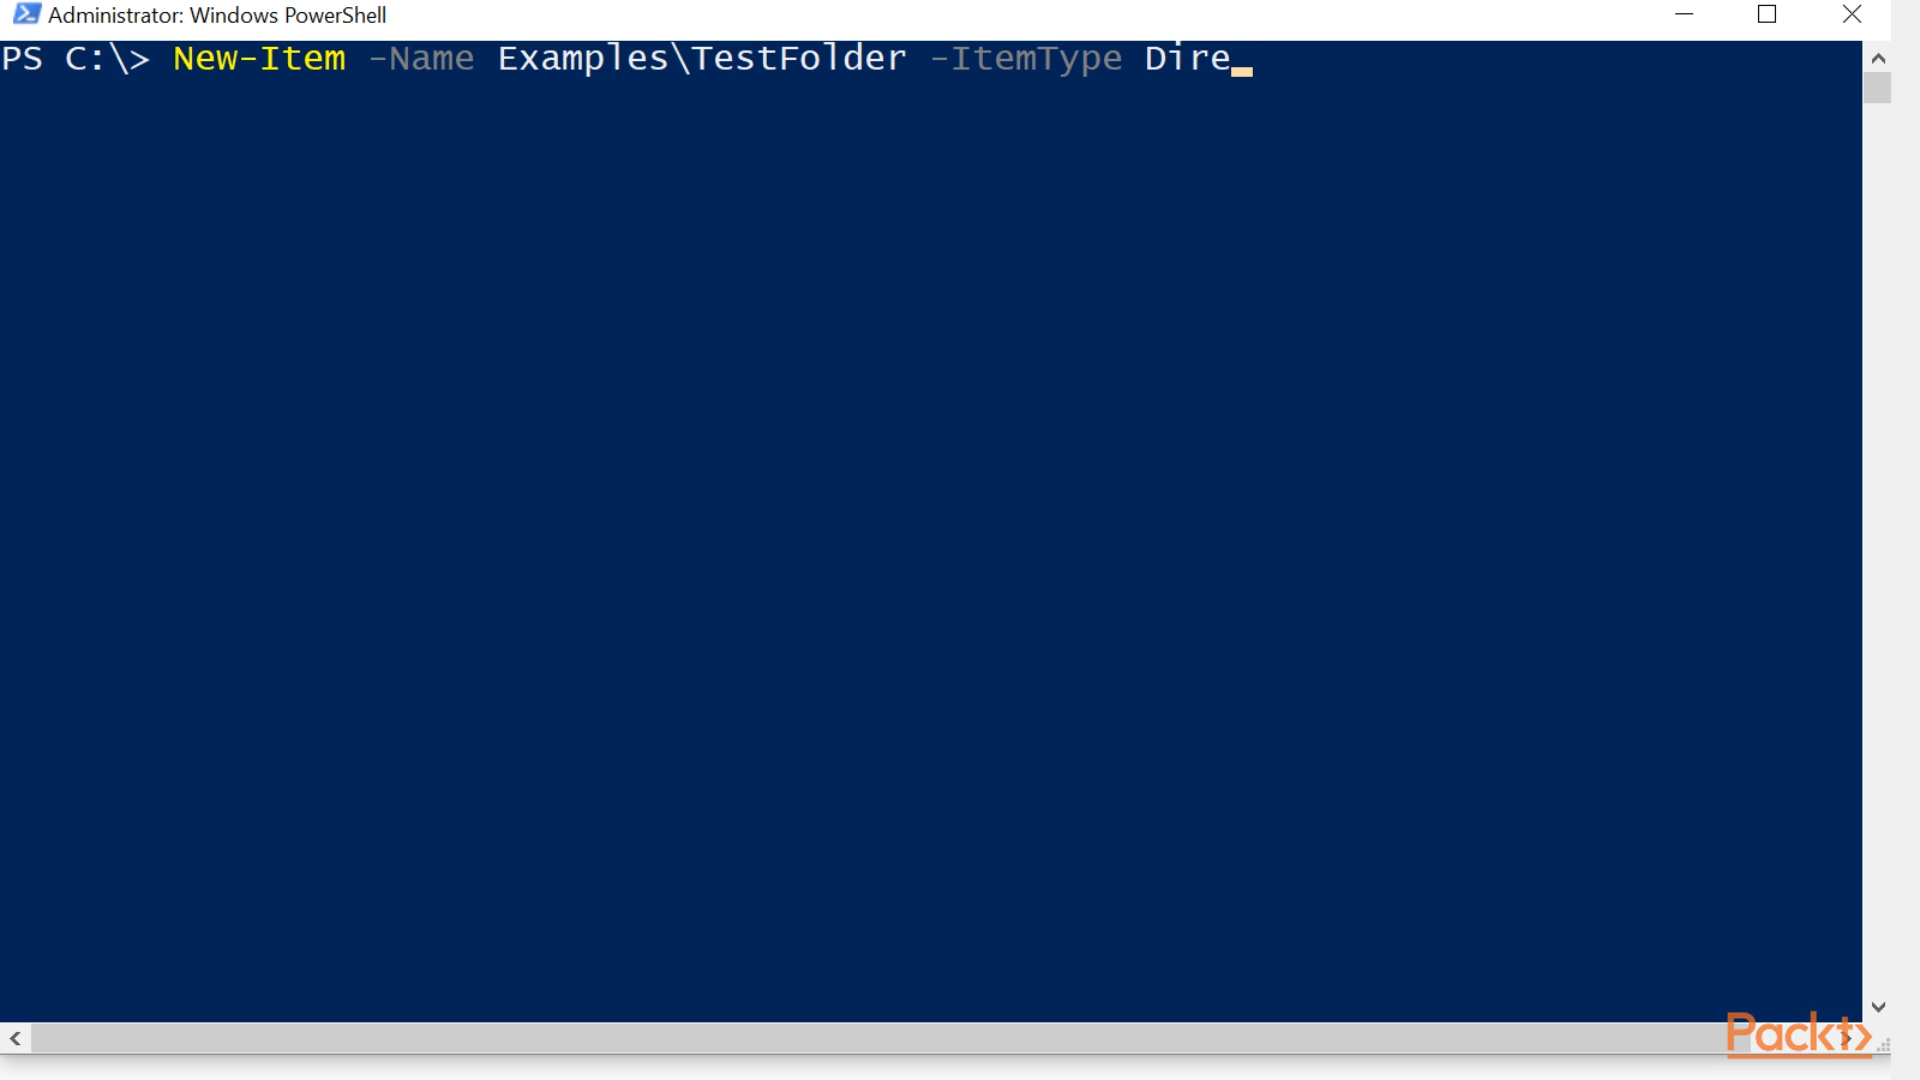 Administrator: Windows PowerShell
PS C:\> New-Item -Name Examples\TestFolder -ItemType Dire
Packt>